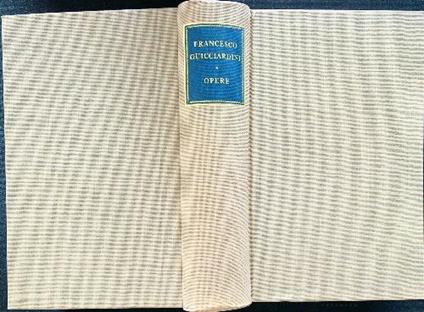 FRANCESCO
GUICCIARDINI
•
OPERE